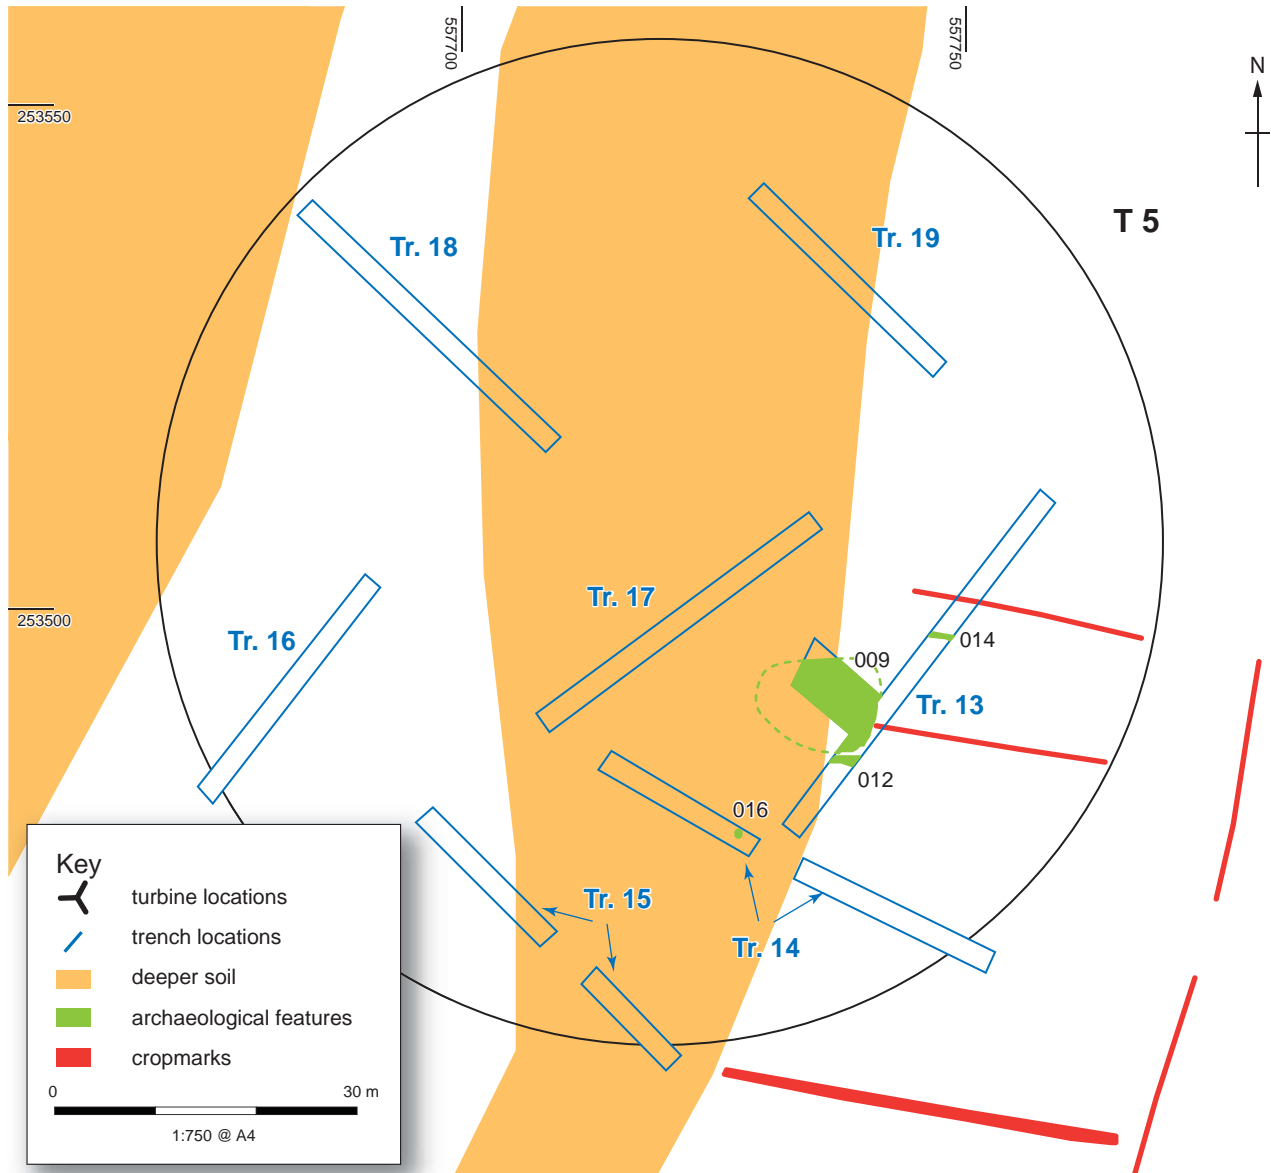 557700
557750
N
253550
T 5
Tr. 18
Tr. 19
253500
Tr. 17
Tr. 16
014
009
Tr. 13
012
016
Tr. 15
Tr. 14
Key
turbine locations
trench locations
deeper soil
archaeological features
cropmarks
0 30 m
1:750 @ A4